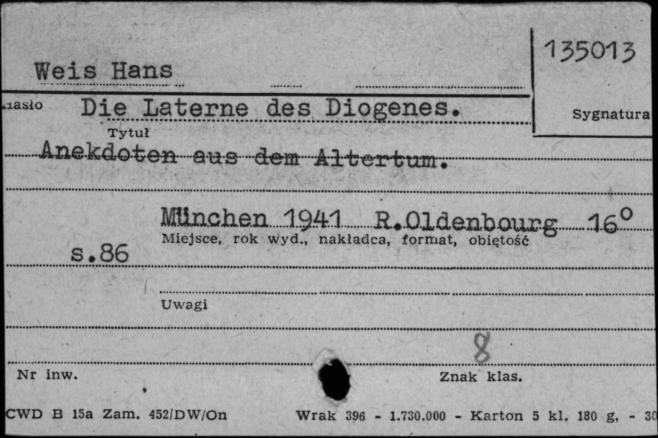 135013
Weis Hans
Hasło Die Laterne des Diogenes.
Sygnatura
Tytuł
Anekdoten aus dem Altertum.
München 1941 R.Oldenbourg 16°
Miejsce, rok wyd., nakładca, format, objętość
s.86
Uwagi
8
Nr inw.
Znak klas.
CWD B 15a Zam. 452/DW/On Wrak 396 - 1.730.000 - Karton 5 kl. 180 g, - 30